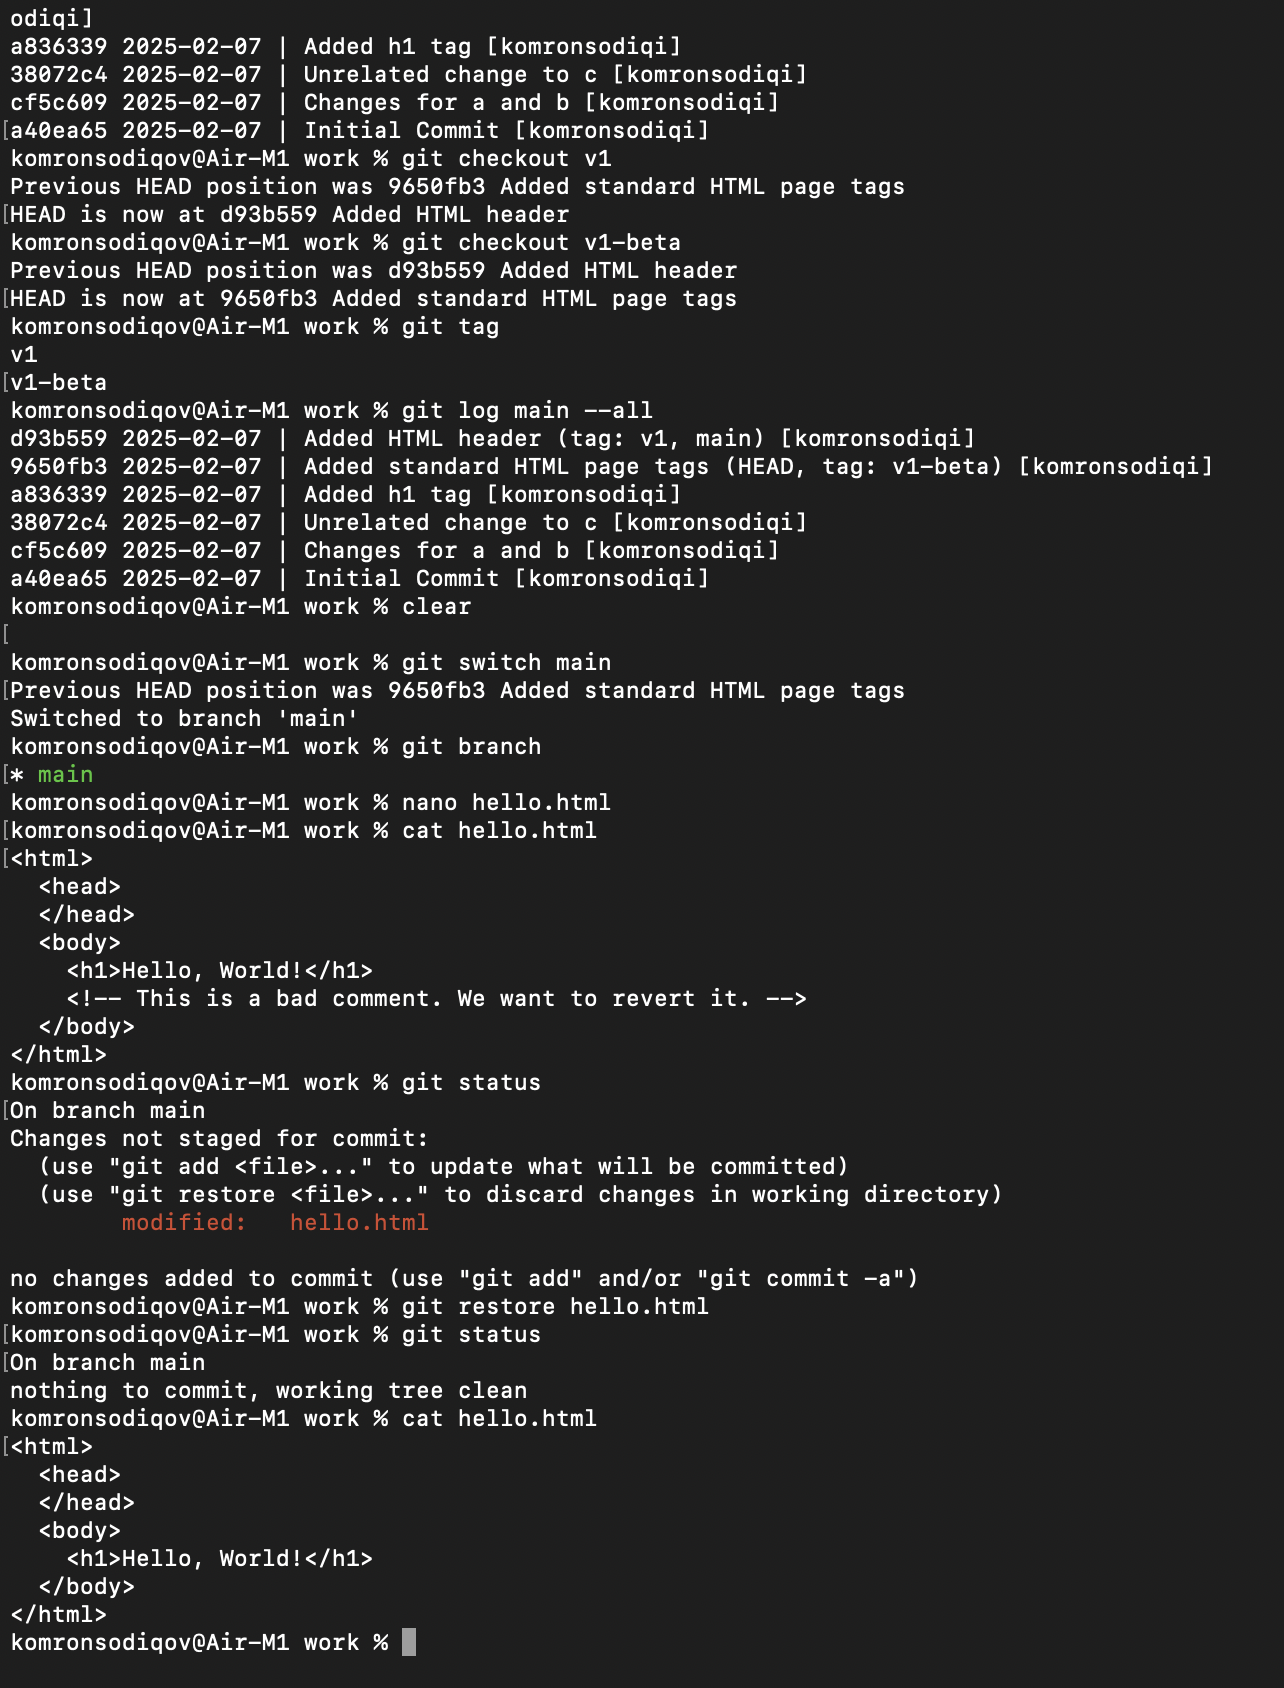 odiqi]
a836339 2025-02-07 | Added h1 tag [komronsodiqi]
38072c4 2025-02-07 | Unrelated change to c [komronsodiqi]
cf5c609 2025-02-07 | Changes for a and b [komronsodiqi]
[a40ea65 2025-02-07 | Initial Commit [komronsodiqi]
komronsodiqov@Air-M1 work % git checkout v1
Previous HEAD position was 9650fb3 Added standard HTML page tags
[HEAD is now at d93b559 Added HTML header
komronsodiqov@Air-M1 work % git checkout v1-beta
Previous HEAD position was d93b559 Added HTML header
[HEAD is now at 9650fb3 Added standard HTML page tags
komronsodiqov@Air-M1 work % git tag
v1
[v1-beta
komronsodiqov@Air-M1 work % git log main --all
d93b559 2025-02-07 | Added HTML header (tag: v1, main) [komronsodiqi]
9650fb3 2025-02-07 | Added standard HTML page tags (HEAD, tag: v1-beta) [komronsodiqi]
a836339 2025-02-07 | Added h1 tag [komronsodiqi]
38072c4 2025-02-07 | Unrelated change to c [komronsodiqi]
cf5c609 2025-02-07 | Changes for a and b [komronsodiqi]
a40ea65 2025-02-07 | Initial Commit [komronsodiqi]
komronsodiqov@Air-M1 work % clear
[
komronsodiqov@Air-M1 work % git switch main
[Previous HEAD position was 9650fb3 Added standard HTML page tags
Switched to branch 'main'
komronsodiqov@Air-M1 work % git branch
[* main
komronsodiqov@Air-M1 work % nano hello.html
[komronsodiqov@Air-M1 work % cat hello.html
[<html>
  <head>
  </head>
  <body>
    <h1>Hello, World!</h1>
    <!-- This is a bad comment. We want to revert it. -->
  </body>
</html>
komronsodiqov@Air-M1 work % git status
[On branch main
Changes not staged for commit:
  (use "git add <file>..." to update what will be committed)
  (use "git restore <file>..." to discard changes in working directory)
        modified:   hello.html

no changes added to commit (use "git add" and/or "git commit -a")
komronsodiqov@Air-M1 work % git restore hello.html
[komronsodiqov@Air-M1 work % git status
[On branch main
nothing to commit, working tree clean
komronsodiqov@Air-M1 work % cat hello.html
[<html>
  <head>
  </head>
  <body>
    <h1>Hello, World!</h1>
  </body>
</html>
komronsodiqov@Air-M1 work %